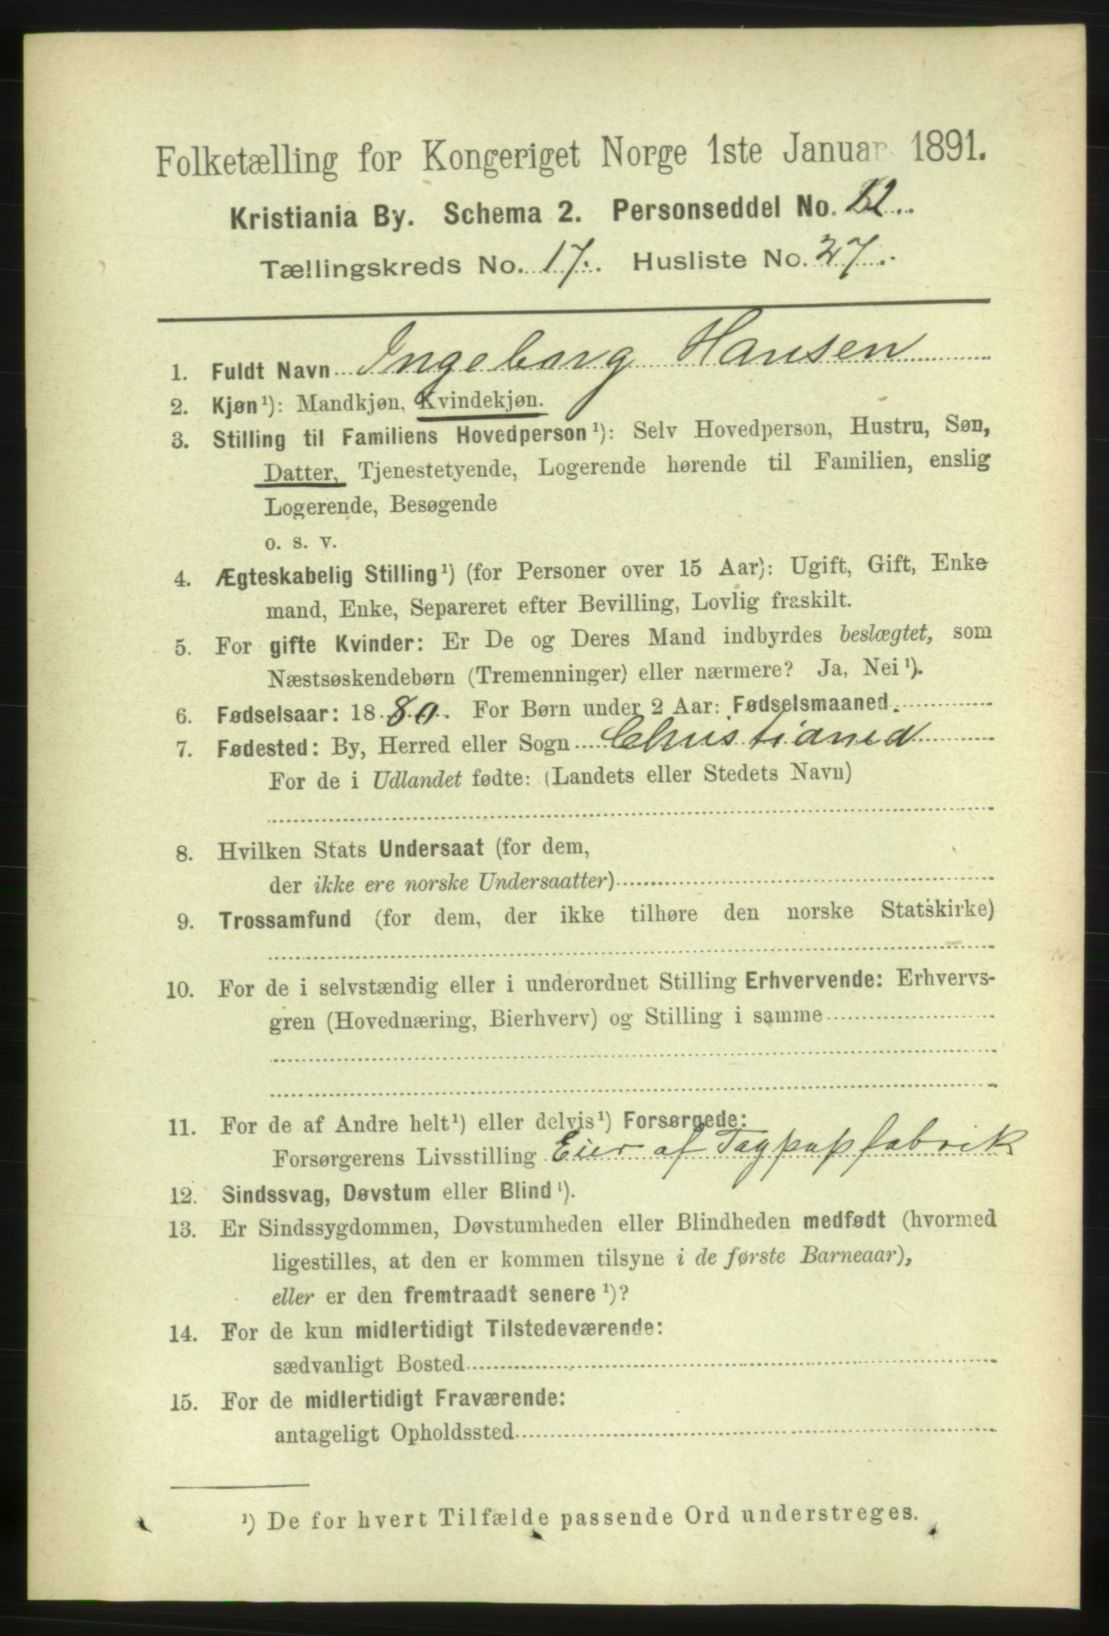 Folketælling for Kongeriget Norge 1ste Januar 1891.
Kristiania By. Schema 2. Personseddel No. 12.
Tællingskreds No. 17. Husliste No. 27.
1. Fuldt Navn Ingeborg Hansen
2. Kjøn¹): Mandkjøn, Kvindekjøn.
3. Stilling til Familiens Hovedperson¹): Selv Hovedperson, Hustru, Søn,
Datter, Tjenestetyende, Logerende hørende til Familien, enslig
Logerende, Besøgende
o. s. v.
4. Ægteskabelig Stilling¹) (for Personer over 15 Aar): Ugift, Gift, Enke-
mand, Enke, Separeret efter Bevilling, Lovlig fraskilt.
5. For gifte Kvinder: Er De og Deres Mand indbyrdes beslægtet, som
Næstsøskendebørn (Tremenninger) eller nærmere? Ja, Nei¹).
6. Fødselsaar: 1880. For Børn under 2 Aar: Fødselsmaaned.
7. Fødested: By, Herred eller Sogn Christiania
For de i Udlandet fødte: (Landets eller Stedets Navn)
8. Hvilken Stats Undersaat (for dem,
der ikke ere norske Undersaatter)
9. Trossamfund (for dem, der ikke tilhøre den norske Statskirke)
10. For de i selvstændig eller i underordnet Stilling Erhvervende: Erhvervs-
gren (Hovednæring, Bierhverv) og Stilling i samme
11. For de af Andre helt¹) eller delvis¹) Forsørgede:
Forsørgerens Livsstilling Eier af Tagpapfabrik
12. Sindssvag, Døvstum eller Blind¹).
13. Er Sindssygdommen, Døvstumheden eller Blindheden medfødt (hvormed
ligestilles, at den er kommen tilsyne i de første Barneaar),
eller er den fremtraadt senere¹)?
14. For de kun midlertidigt Tilstedeværende:
sædvanligt Bosted
15. For de midlertidigt Fraværende:
antageligt Opholdssted
¹) De for hvert Tilfælde passende Ord understreges.